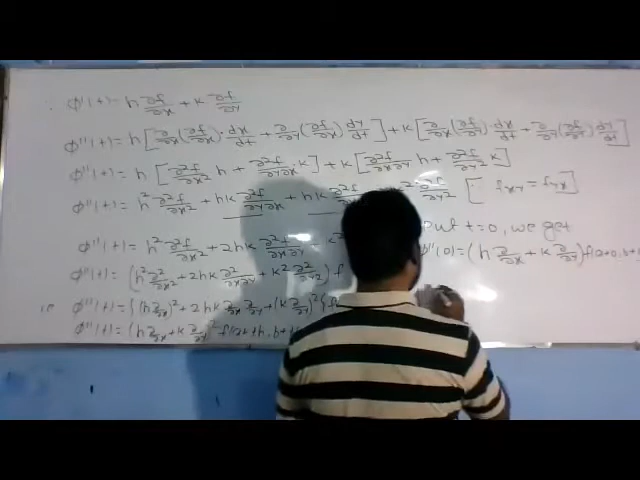 ∴ φ'(t) = h ∂f/∂x + k ∂f/∂y
φ''(t) = h [∂/∂x(∂f/∂x)·dx/dt + ∂/∂y(∂f/∂x)dy/dt] + k [∂/∂x(∂f/∂y)dx/dt + ∂/∂y(∂f/∂y)dy/dt]
φ''(t) = h [∂²f/∂x² h + ∂²f/∂y∂x k] + k [∂²f/∂x∂y h + ∂²f/∂y² k]
φ''(t) = h² ∂²f/∂x² + hk ∂²f/∂y∂x + hk ∂²f ² ∂²f/∂y² [ fxy = fyx ]
φ''(t) = h² ∂²f/∂x² + 2hk ∂²f/∂x∂y
φ''(t) = (h² ∂²/∂x² + 2hk ∂²/∂x∂y + k² ∂²/∂y²) f
ie φ''(t) = {(h ∂/∂x)² + 2hk ∂/∂x ∂/∂y + (k ∂/∂y)²} f
φ''(t) = (h ∂/∂x + k ∂/∂y)² f(a+th, b+
Put t=0, we get
φ''(0) = (h ∂/∂x + k ∂/∂y) f(a+0, b+